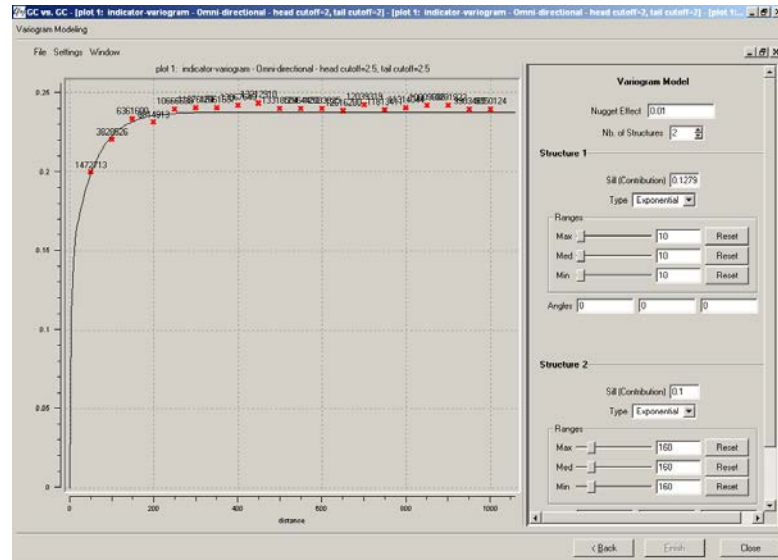 GC vs. GC - [plot 1: indicator-variogram - Omni-directional - head cutoff=2, tail cutoff=2] - [plot 1: indicator-variogram - Omni-directional - head cutoff=2, tail cutoff=2] - [plot 1:
Variogram Modeling
File Settings Window
plot 1: indicator-variogram - Omni-directional - head cutoff=2.5, tail cutoff=2.5
0.25
0.2
0.15
0.1
0.05
0
1472713
3828626
6361600
0 200 400 600 800 1000
distance
Variogram Model
Nugget Effect 0.01
Nb. of Structures 2
Structure 1
Sill (Contribution) 0.1279
Type Exponential
Ranges
Max 10 Reset
Med 10 Reset
Min 10 Reset
Angles 0 0 0
Structure 2
Sill (Contribution) 0.1
Type Exponential
Ranges
Max 160 Reset
Med 160 Reset
Min 160 Reset
< Back Finish Close